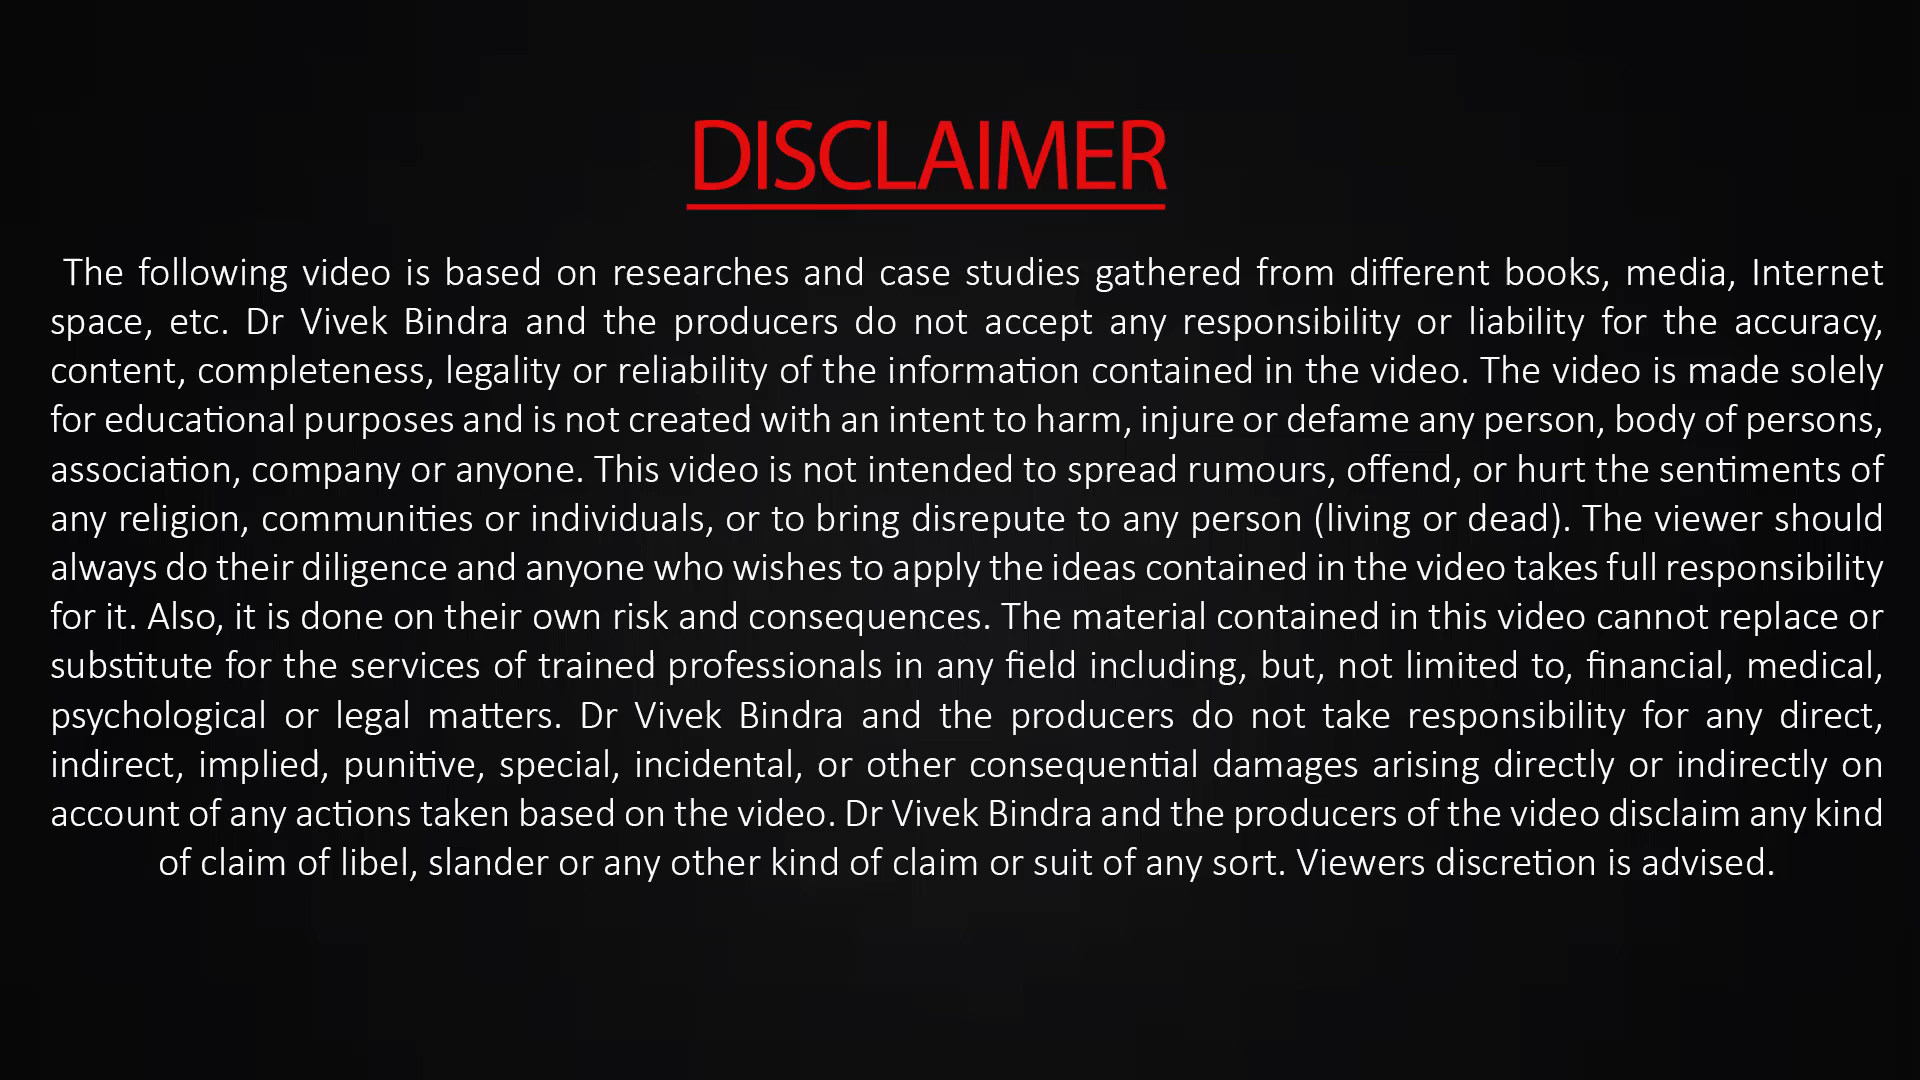 DISCLAIMER
The following video is based on researches and case studies gathered from different books, media, Internet
space, etc. Dr Vivek Bindra and the producers do not accept any responsibility or liability for the accuracy,
content, completeness, legality or reliability of the information contained in the video. The video is made solely
for educational purposes and is not created with an intent to harm, injure or defame any person, body of persons,
association, company or anyone. This video is not intended to spread rumours, offend, or hurt the sentiments of
any religion, communities or individuals, or to bring disrepute to any person (living or dead). The viewer should
always do their diligence and anyone who wishes to apply the ideas contained in the video takes full responsibility
for it. Also, it is done on their own risk and consequences. The material contained in this video cannot replace or
substitute for the services of trained professionals in any field including, but, not limited to, financial, medical,
psychological or legal matters. Dr Vivek Bindra and the producers do not take responsibility for any direct,
indirect, implied, punitive, special, incidental, or other consequential damages arising directly or indirectly on
account of any actions taken based on the video. Dr Vivek Bindra and the producers of the video disclaim any kind
of claim of libel, slander or any other kind of claim or suit of any sort. Viewers discretion is advised.